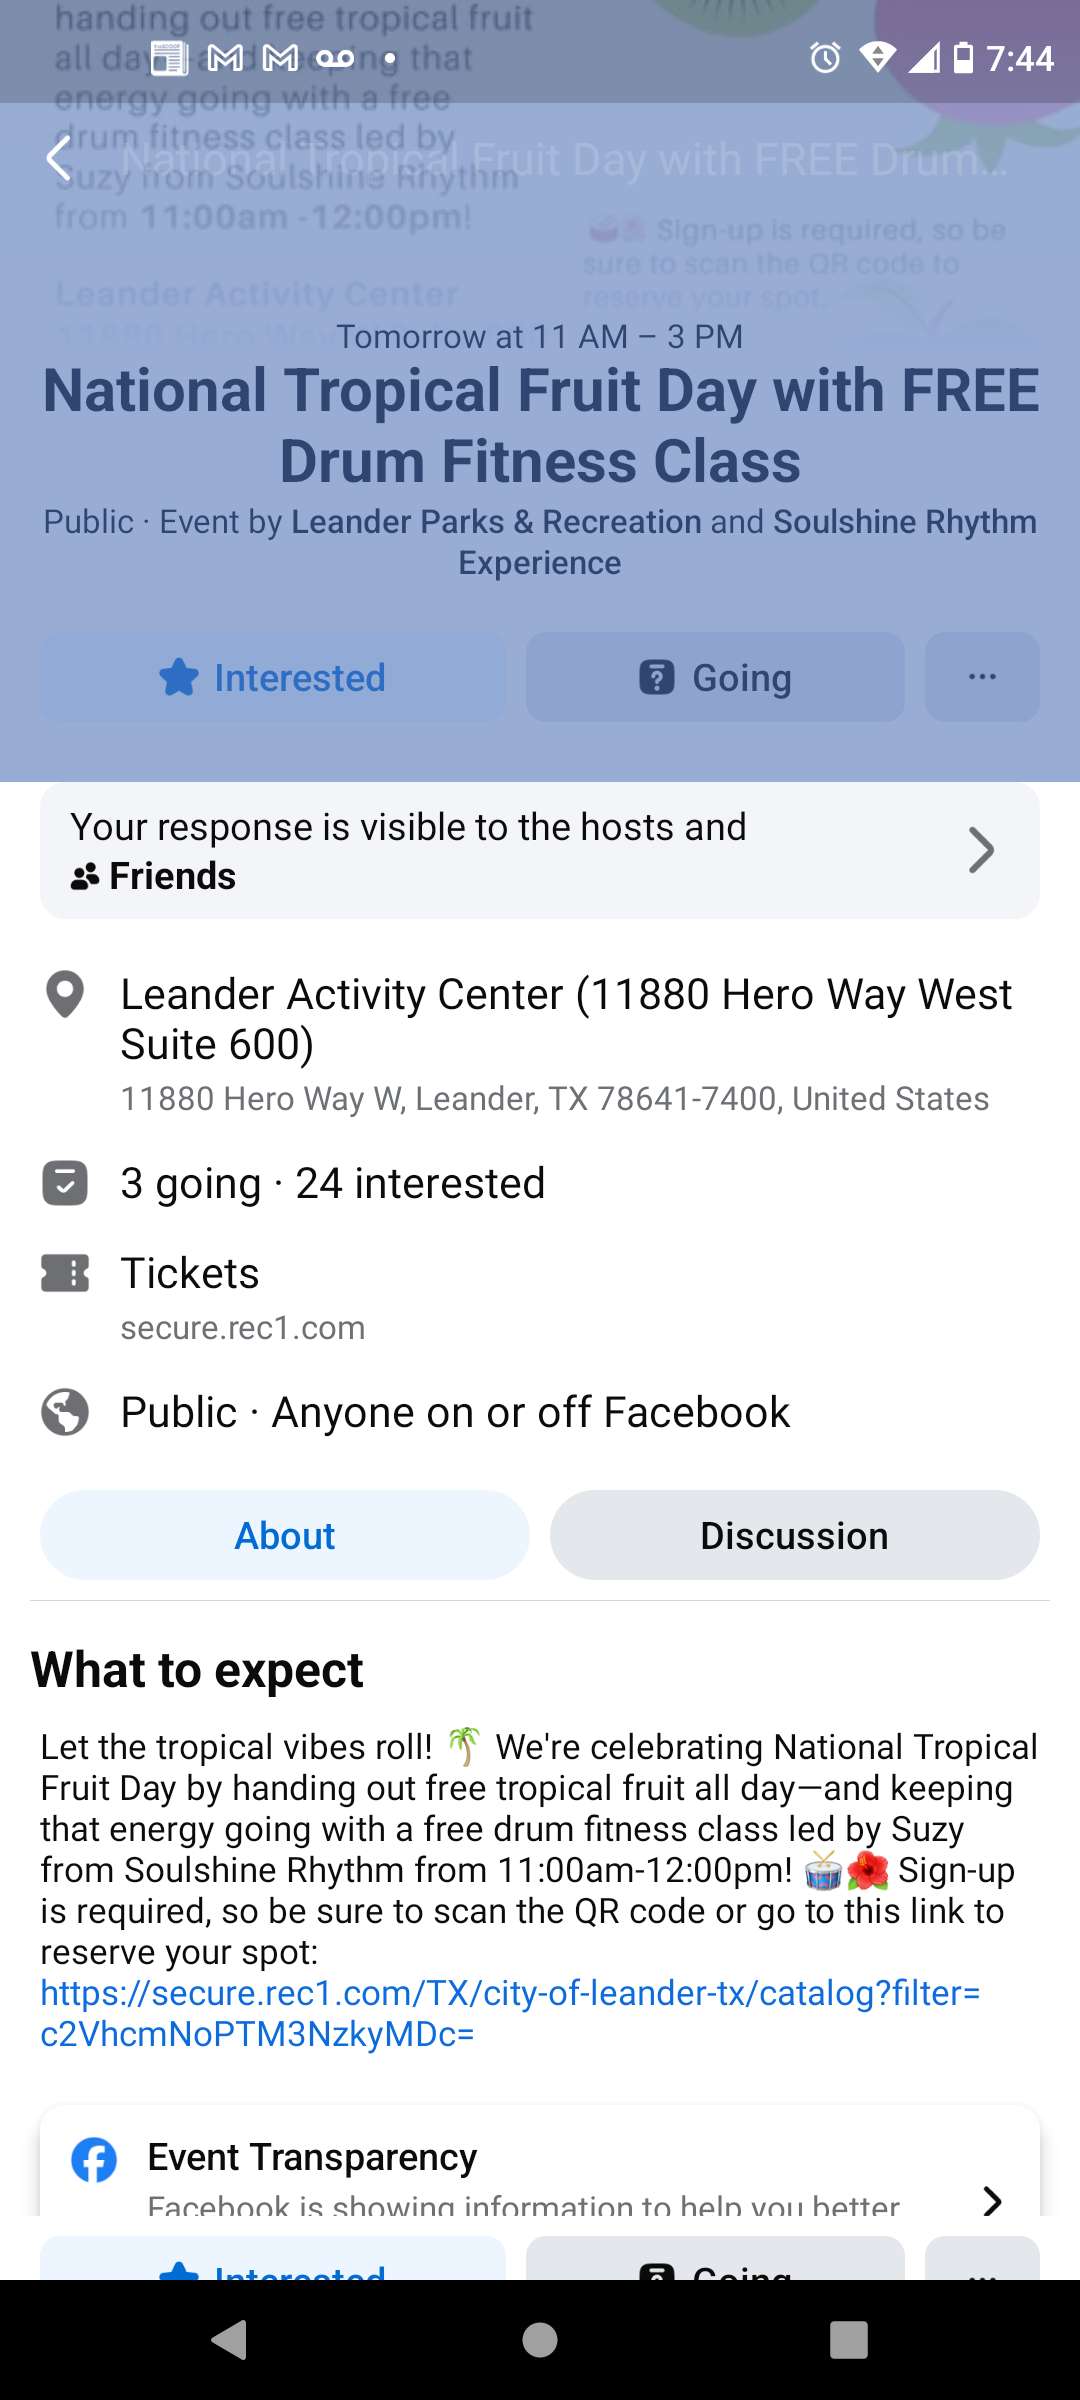 handing out free tropical fruit
all day—and keeping that
7:44
energy going with a free
drum fitness class led by
National Tropical Fruit Day with FREE Drum...
Suzy from Soulshine Rhythm
from 11:00am -12:00pm!
Sign-up is required, so be
sure to scan the QR code to
reserve your spot.
Leander Activity Center
11880 Hero Way
Tomorrow at 11 AM – 3 PM
National Tropical Fruit Day with FREE
Drum Fitness Class
Public · Event by Leander Parks & Recreation and Soulshine Rhythm
Experience
Interested
Going
Your response is visible to the hosts and
Friends
Leander Activity Center (11880 Hero Way West
Suite 600)
11880 Hero Way W, Leander, TX 78641-7400, United States
3 going · 24 interested
Tickets
secure.rec1.com
Public · Anyone on or off Facebook
About
Discussion
What to expect
Let the tropical vibes roll! 🌴 We're celebrating National Tropical
Fruit Day by handing out free tropical fruit all day—and keeping
that energy going with a free drum fitness class led by Suzy
from Soulshine Rhythm from 11:00am-12:00pm! 🥁🌺 Sign-up
is required, so be sure to scan the QR code or go to this link to
reserve your spot:
https://secure.rec1.com/TX/city-of-leander-tx/catalog?filter=
c2VhcmNoPTM3NzkyMDc=
Event Transparency
Facebook is showing information to help you better
Interested
Going